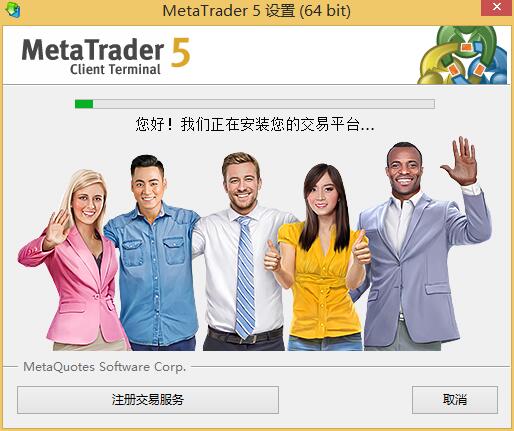 MetaTrader 5 设置 (64 bit)
MetaTrader 5
Client Terminal
您好！我们正在安装您的交易平台...
MetaQuotes Software Corp.
注册交易服务
取消